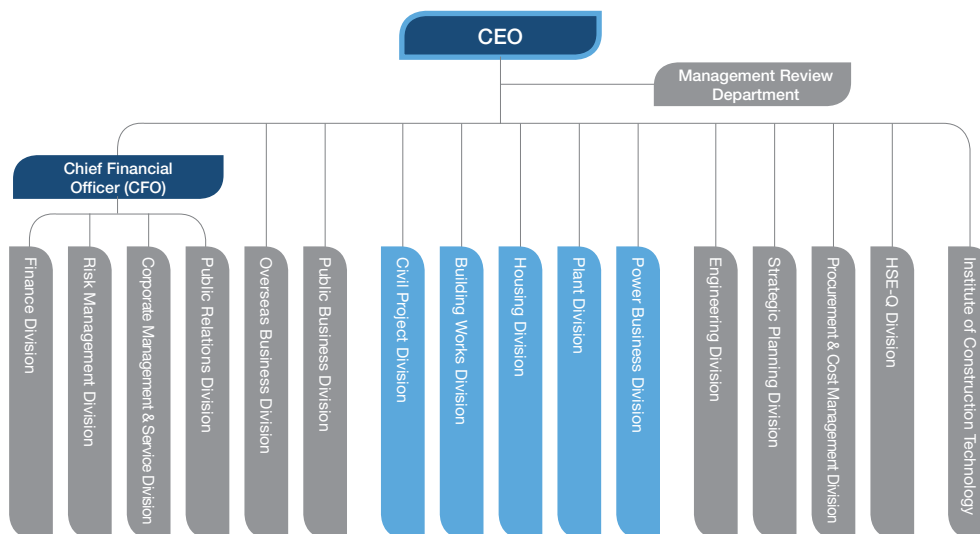 CEO
Management Review
Department
Chief Financial
Officer (CFO)
Finance Division
Risk Management Division
Corporate Management & Service Division
Public Relations Division
Overseas Business Division
Public Business Division
Civil Project Division
Building Works Division
Housing Division
Plant Division
Power Business Division
Engineering Division
Strategic Planning Division
Procurement & Cost Management Division
HSE-Q Division
Institute of Construction Technology